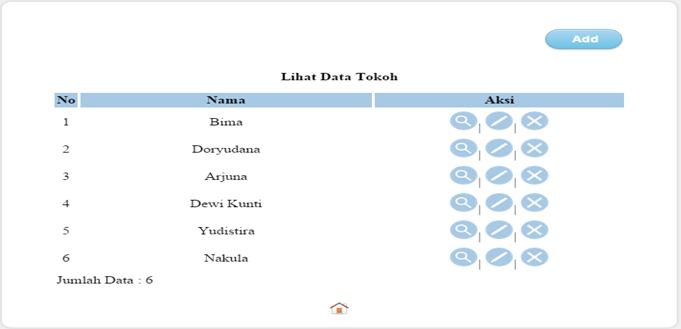 Add
Lihat Data Tokoh
No Nama Aksi
1 Bima
2 Doryudana
3 Arjuna
4 Dewi Kunti
5 Yudistira
6 Nakula
Jumlah Data : 6